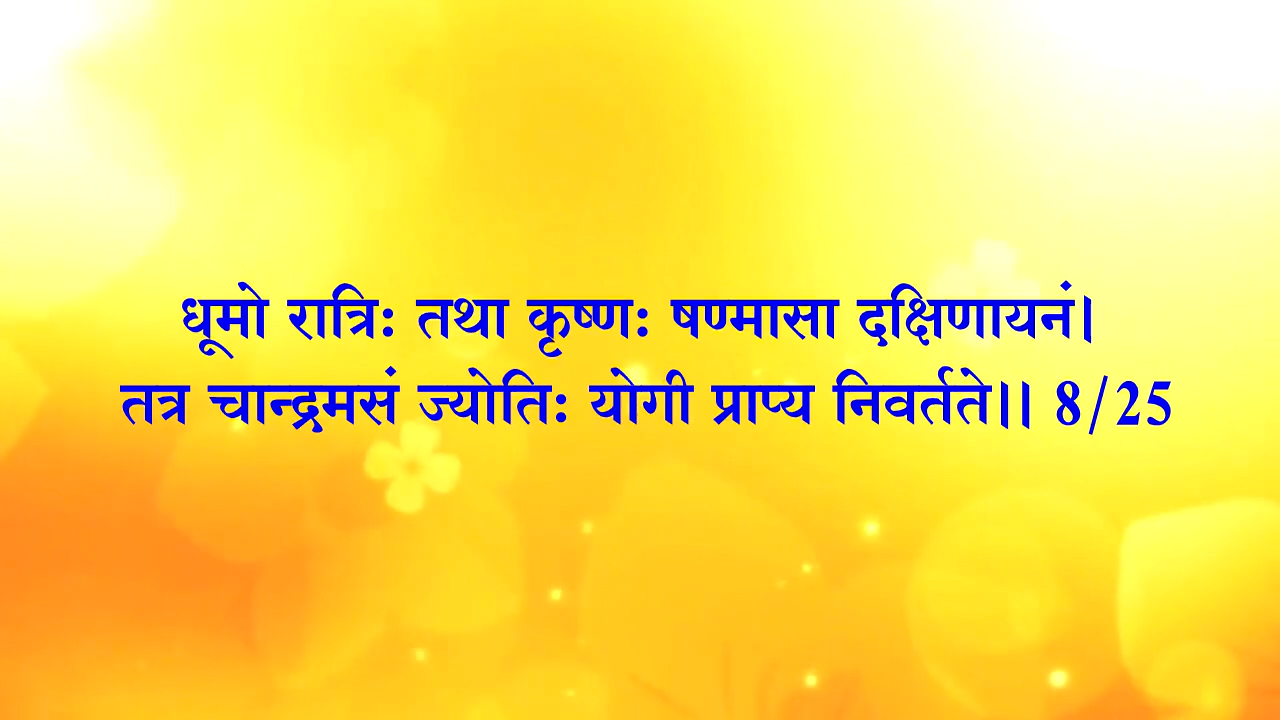 धूमो रात्रिः तथा कृष्णः षण्मासा दक्षिणायनं।
तत्र चान्द्रमसं ज्योतिः योगी प्राप्य निवर्तते।। 8/25